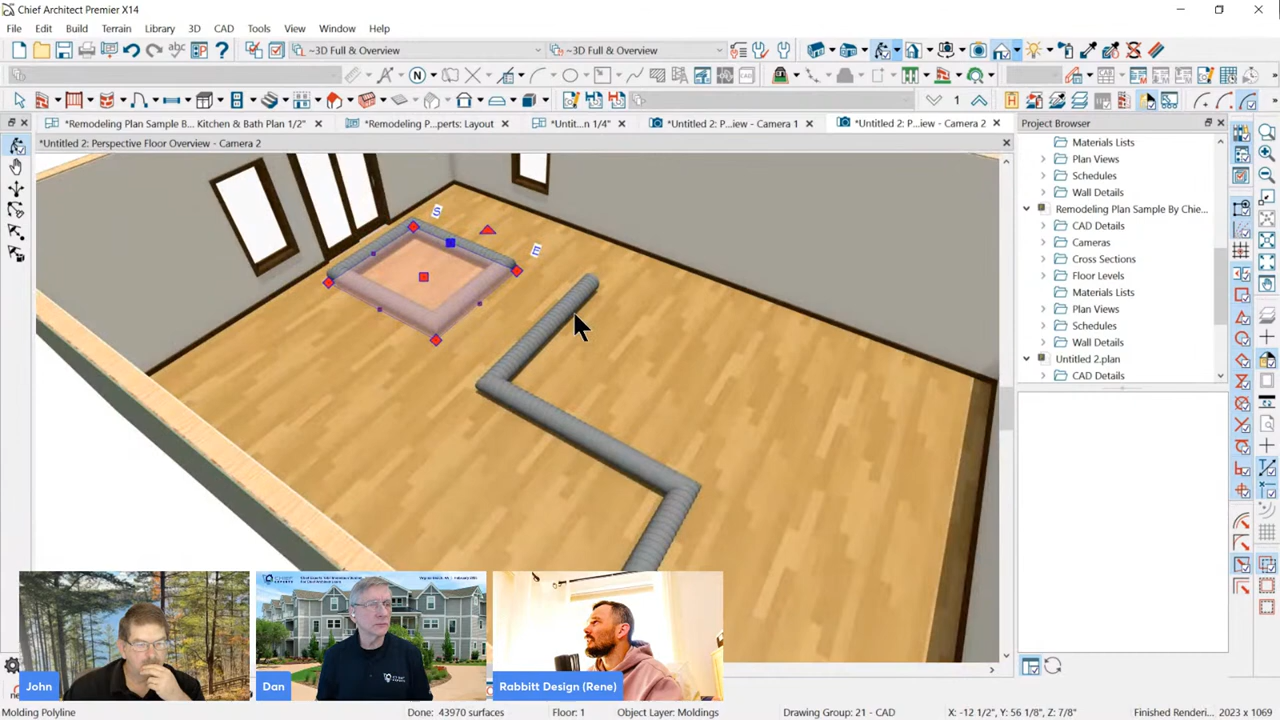 Chief Architect Premier X14
File Edit Build Terrain Library 3D CAD Tools View Window Help
~3D Full & Overview ~3D Full & Overview
N
1
*Remodeling Plan Sample B... Kitchen & Bath Plan 1/2" *Remodeling P...perts: Layout *Untit...n 1/4" *Untitled 2: P...iew - Camera 1 *Untitled 2: P...iew - Camera 2
Project Browser
*Untitled 2: Perspective Floor Overview - Camera 2
Materials Lists
Plan Views
Schedules
Wall Details
Remodeling Plan Sample By Chie...
CAD Details
Cameras
Cross Sections
Floor Levels
Materials Lists
Plan Views
Schedules
Wall Details
Untitled 2.plan
CAD Details
S
E
John
Dan
Rabbitt Design (Rene)
Molding Polyline Done: 43970 surfaces Floor: 1 Object Layer: Moldings Drawing Group: 21 - CAD X: -12 1/2", Y: 56 1/8", Z: 7/8" Finished Renderi... 2023 x 1069